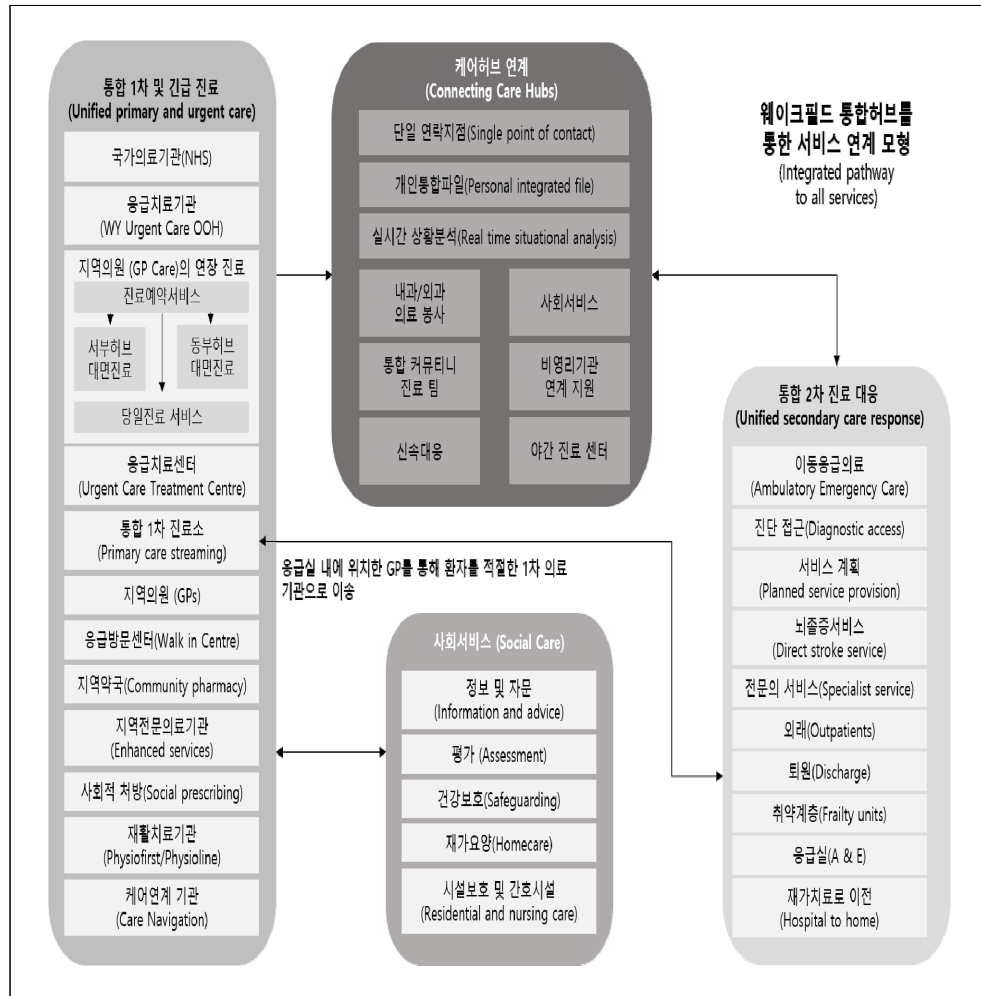 통합 1차 및 긴급 진료
(Unified primary and urgent care)
국가의료기관(NHS)
응급치료기관
(WY Urgent Care OOH)
지역의원 (GP Care)의 연장 진료
진료예약서비스
서부허브
대면진료
동부허브
대면진료
당일진료 서비스
응급치료센터
(Urgent Care Treatment Centre)
통합 1차 진료소
(Primary care streaming)
지역의원 (GPs)
응급방문센터(Walk in Centre)
지역약국(Community pharmacy)
지역전문의료기관
(Enhanced services)
사회적 처방(Social prescribing)
재활치료기관
(Physiofirst/Physioline)
케어연계 기관
(Care Navigation)
케어허브 연계
(Connecting Care Hubs)
단일 연락지점(Single point of contact)
개인통합파일(Personal integrated file)
실시간 상황분석(Real time situational analysis)
내과/외과
의료 봉사
사회서비스
통합 커뮤티니
진료 팀
비영리기관
연계 지원
신속대응
야간 진료 센터
웨이크필드 통합허브를
통한 서비스 연계 모형
(Integrated pathway
to all services)
응급실 내에 위치한 GP를 통해 환자를 적절한 1차 의료
기관으로 이송
사회서비스 (Social Care)
정보 및 자문
(Information and advice)
평가 (Assessment)
건강보호(Safeguarding)
재가요양(Homecare)
시설보호 및 간호시설
(Residential and nursing care)
통합 2차 진료 대응
(Unified secondary care response)
이동응급의료
(Ambulatory Emergency Care)
진단 접근(Diagnostic access)
서비스 계획
(Planned service provision)
뇌졸증서비스
(Direct stroke service)
전문의 서비스(Specialist service)
외래(Outpatients)
퇴원(Discharge)
취약계층(Frailty units)
응급실(A & E)
재가치료로 이전
(Hospital to home)